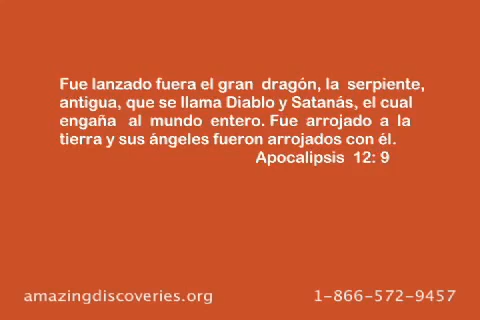 Fue lanzado fuera el gran dragón, la serpiente,
antigua, que se llama Diablo y Satanás, el cual
engaña al mundo entero. Fue arrojado a la
tierra y sus ángeles fueron arrojados con él.
Apocalipsis 12: 9
amazingdiscoveries.org 1-866-572-9457